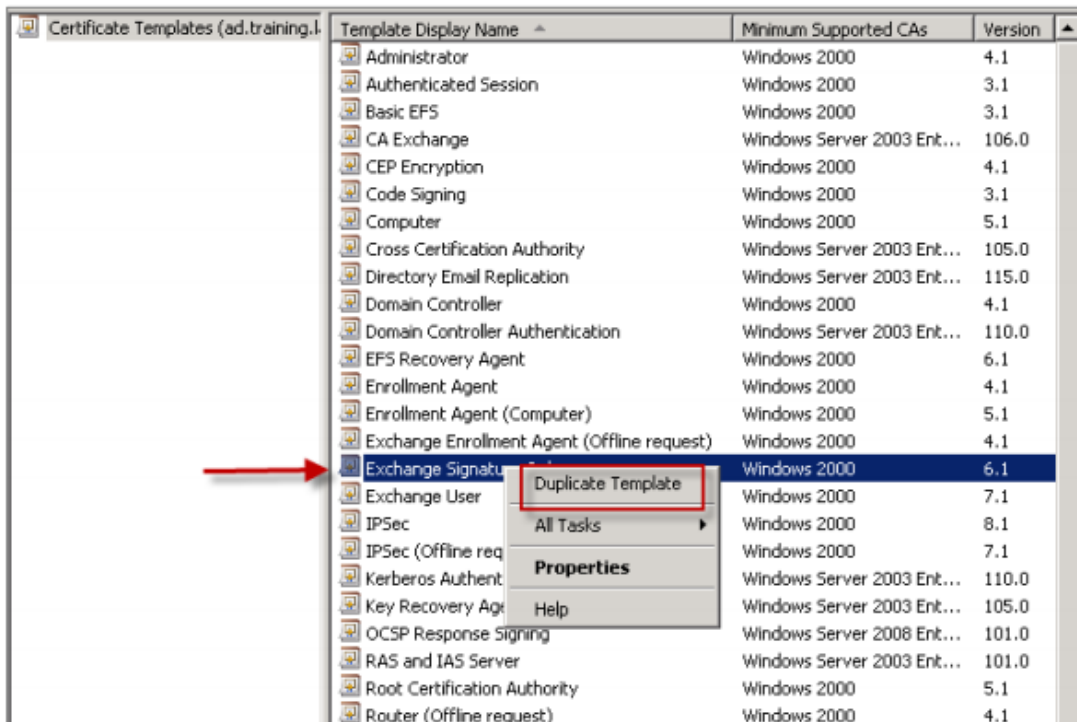 Certificate Templates (ad.training.l
Template Display Name Minimum Supported CAs Version
Administrator Windows 2000 4.1
Authenticated Session Windows 2000 3.1
Basic EFS Windows 2000 3.1
CA Exchange Windows Server 2003 Ent... 106.0
CEP Encryption Windows 2000 4.1
Code Signing Windows 2000 3.1
Computer Windows 2000 5.1
Cross Certification Authority Windows Server 2003 Ent... 105.0
Directory Email Replication Windows Server 2003 Ent... 115.0
Domain Controller Windows 2000 4.1
Domain Controller Authentication Windows Server 2003 Ent... 110.0
EFS Recovery Agent Windows 2000 6.1
Enrollment Agent Windows 2000 4.1
Enrollment Agent (Computer) Windows 2000 5.1
Exchange Enrollment Agent (Offline request) Windows 2000 4.1
Exchange Signatu Windows 2000 6.1
Duplicate Template
Exchange User Windows 2000 7.1
IPSec All Tasks Windows 2000 8.1
IPSec (Offline req Windows 2000 7.1
Properties
Kerberos Authent Windows Server 2003 Ent... 110.0
Key Recovery Age Help Windows Server 2003 Ent... 105.0
OCSP Response Signing Windows Server 2008 Ent... 101.0
RAS and IAS Server Windows Server 2003 Ent... 101.0
Root Certification Authority Windows 2000 5.1
Router (Offline request) Windows 2000 4.1